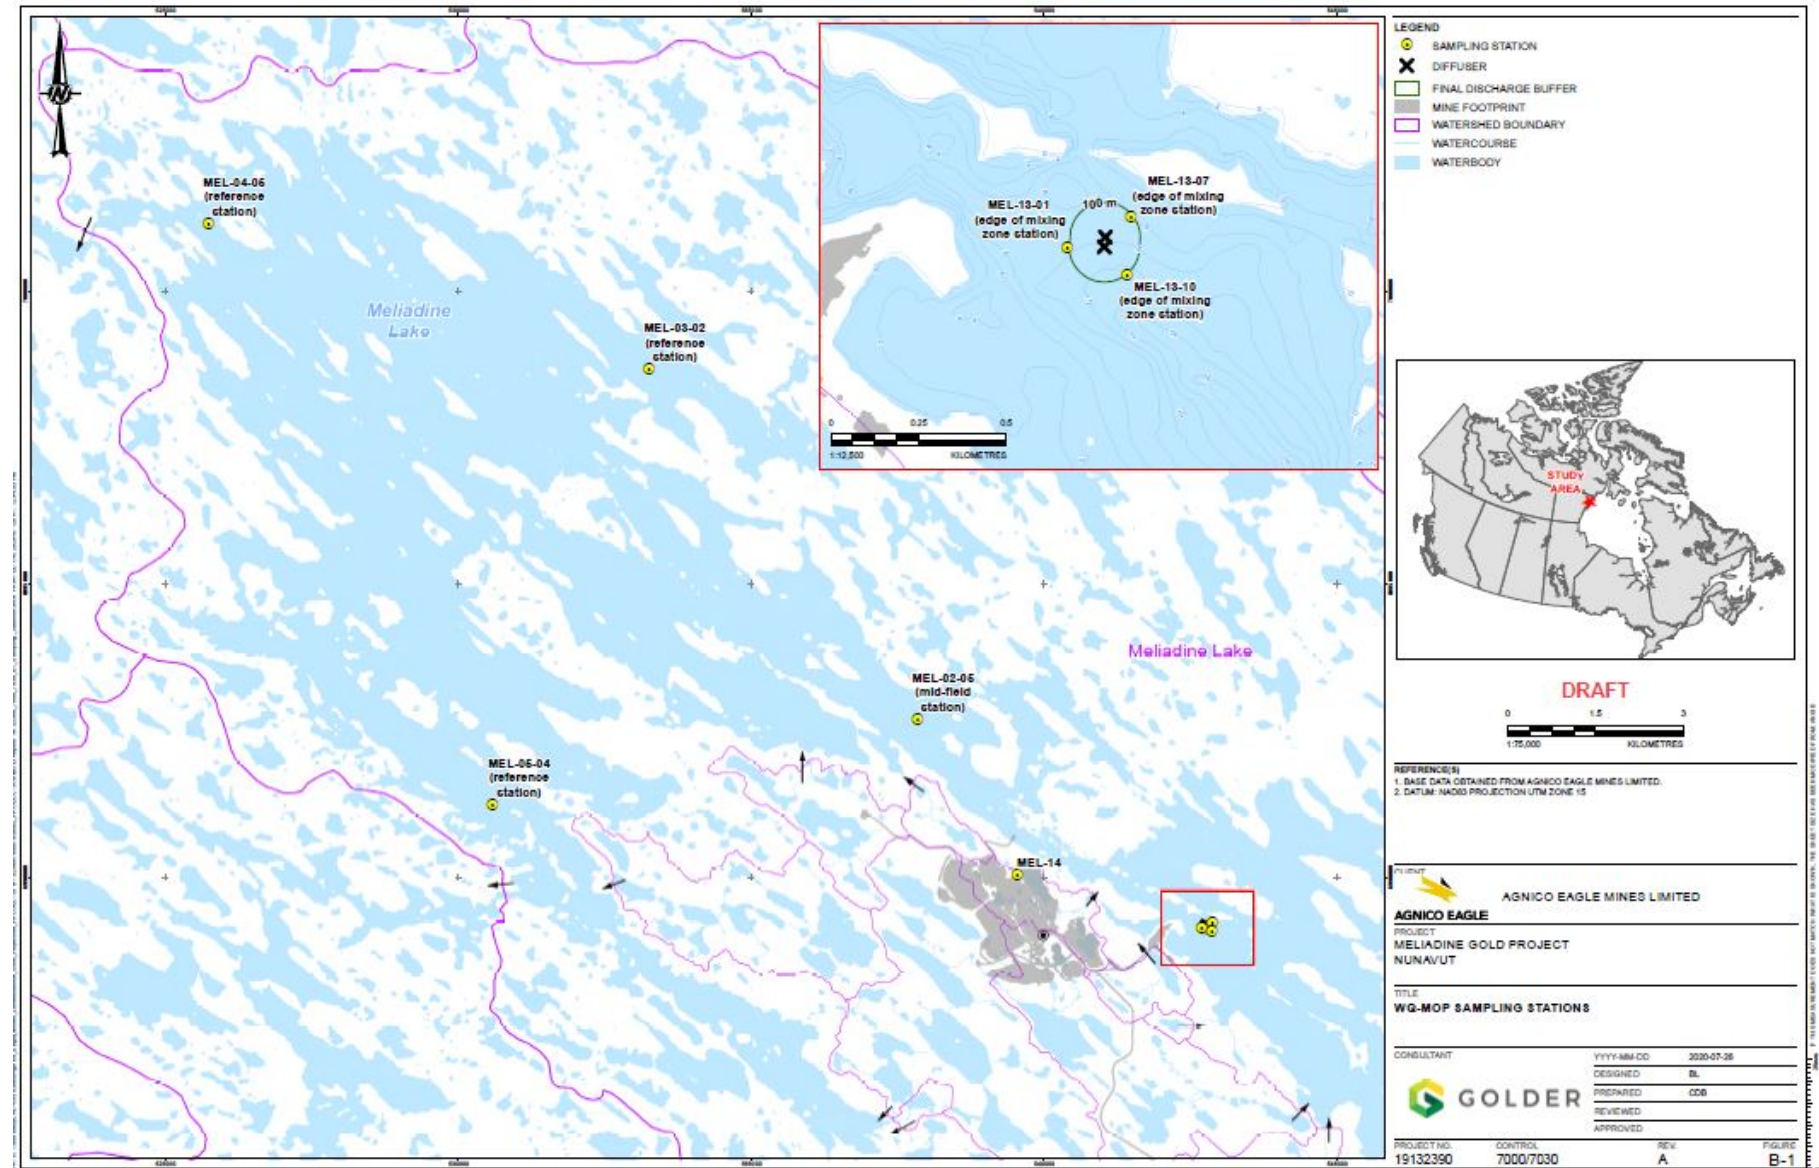 MEL-04-05
(reference
station)
Meliadine
Lake
MEL-03-02
(reference
station)
MEL-13-07
(edge of mixing
zone station)
MEL-13-01
(edge of mixing
zone station)
100 m
MEL-13-10
(edge of mixing
zone station)
0 0.25 0.5
1:12,500 KILOMETRES
Meliadine Lake
MEL-02-05
(mid-field
station)
MEL-05-04
(reference
station)
MEL-14
N
LEGEND
SAMPLING STATION
DIFFUSER
FINAL DISCHARGE BUFFER
MINE FOOTPRINT
WATERSHED BOUNDARY
WATERCOURSE
WATERBODY
STUDY
AREA
DRAFT
0 1.5 3
1:75,000 KILOMETRES
REFERENCE(S)
1. BASE DATA OBTAINED FROM AGNICO EAGLE MINES LIMITED.
2. DATUM: NAD83 PROJECTION UTM ZONE 15
CLIENT
AGNICO EAGLE MINES LIMITED
AGNICO EAGLE
PROJECT
MELIADINE GOLD PROJECT
NUNAVUT
TITLE
WQ-MOP SAMPLING STATIONS
CONSULTANT
GOLDER
YYYY-MM-DD
DESIGNED BL
PREPARED CDB
REVIEWED
APPROVED
PROJECT NO. CONTROL REV. FIGURE
19132390 7000/7030 A B-1